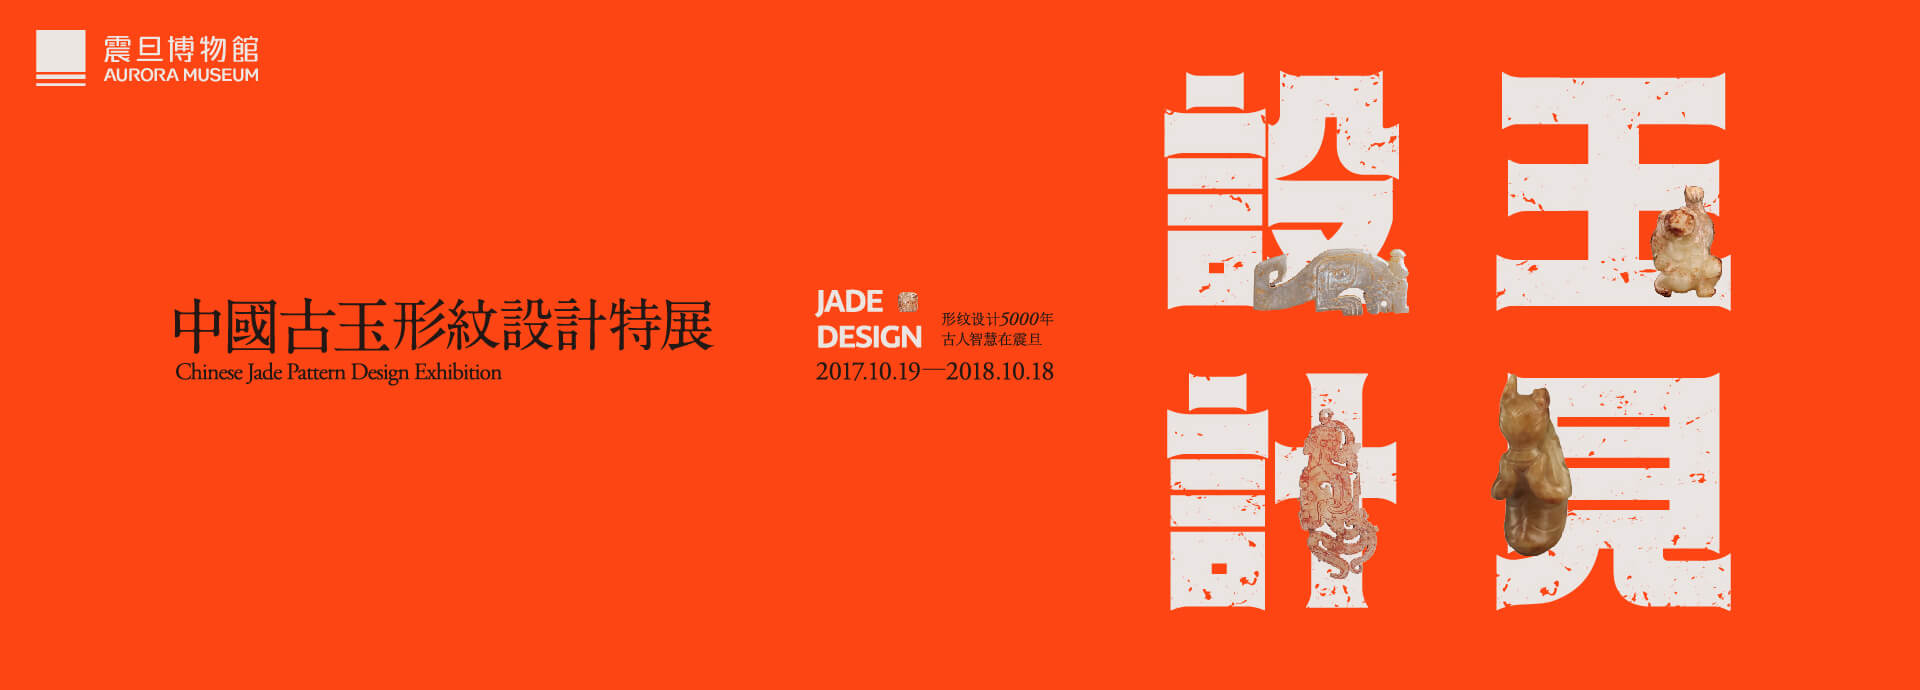 震旦博物館
AURORA MUSEUM
中國古玉形紋設計特展
Chinese Jade Pattern Design Exhibition
JADE
DESIGN
形纹设计5000年
古人智慧在震旦
2017.10.19—2018.10.18
玉見
設計